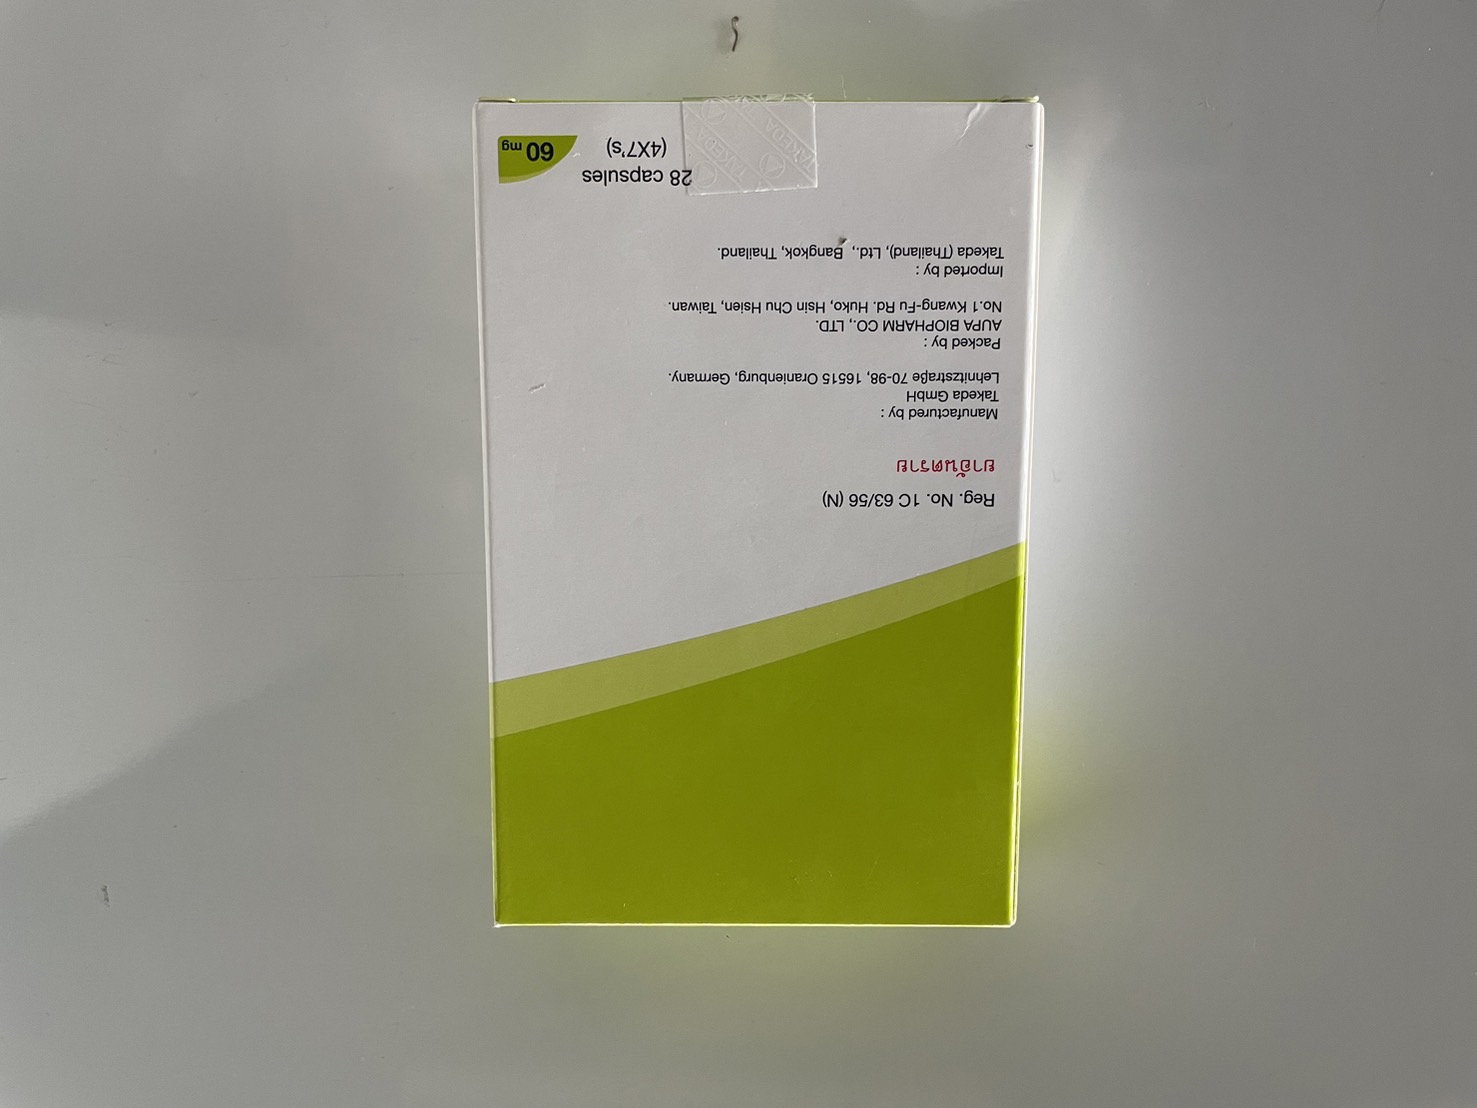 Reg. No. 1C 63/56 (N)
ยาอันตราย
Manufactured by :
Takeda GmbH
Lehnitzstraβe 70-98, 16515 Oranienburg, Germany.
Packed by :
AUPA BIOPHARM CO., LTD.
No.1 Kwang-Fu Rd. Huko, Hsin Chu Hsien, Taiwan.
Imported by :
Takeda (Thailand), Ltd., Bangkok, Thailand.
28 capsules
(4X7's)
60 mg
TAKEDA
TAKEDA